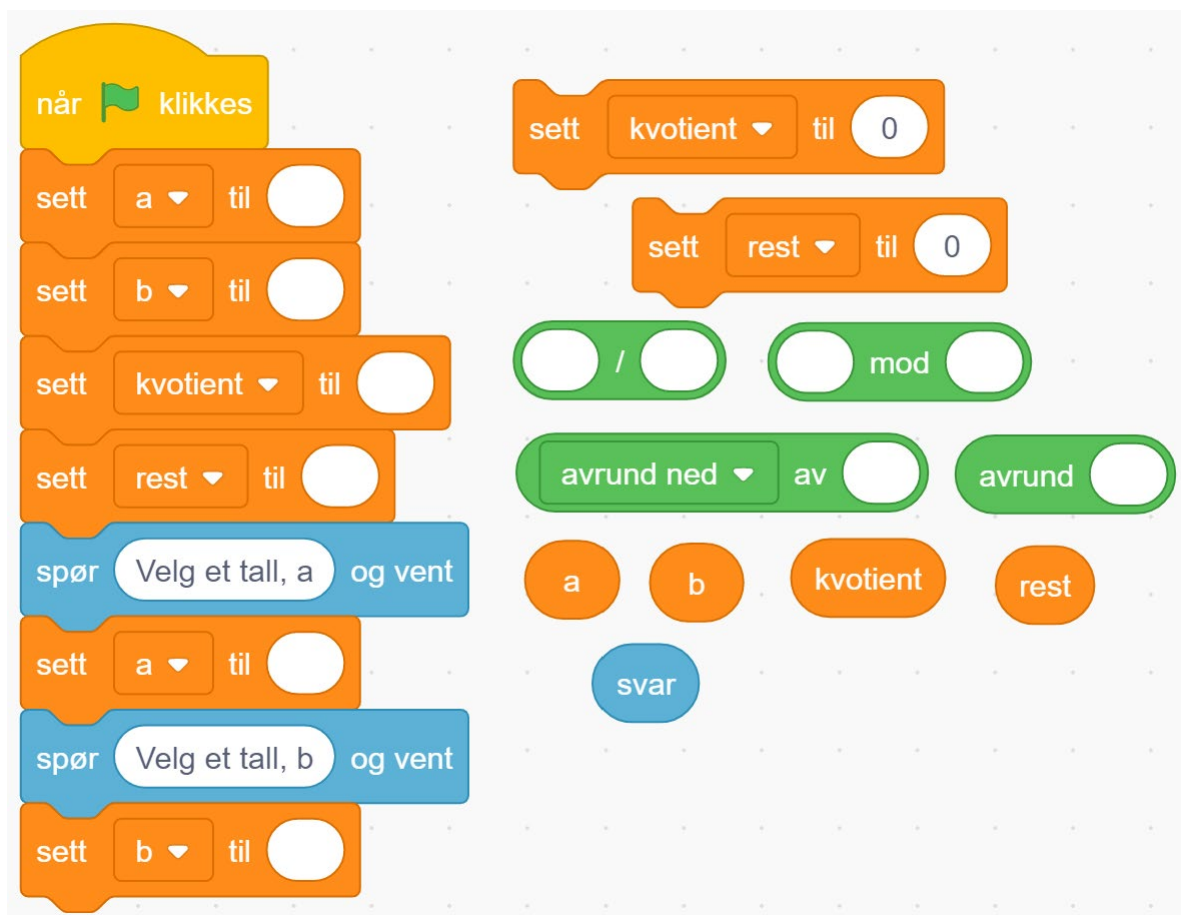 når klikkes
sett a til
sett b til
sett kvotient til
sett rest til
spør Velg et tall, a og vent
sett a til
spør Velg et tall, b og vent
sett b til
sett kvotient til 0
sett rest til 0
/
mod
avrund ned av
avrund
a
b
kvotient
rest
svar